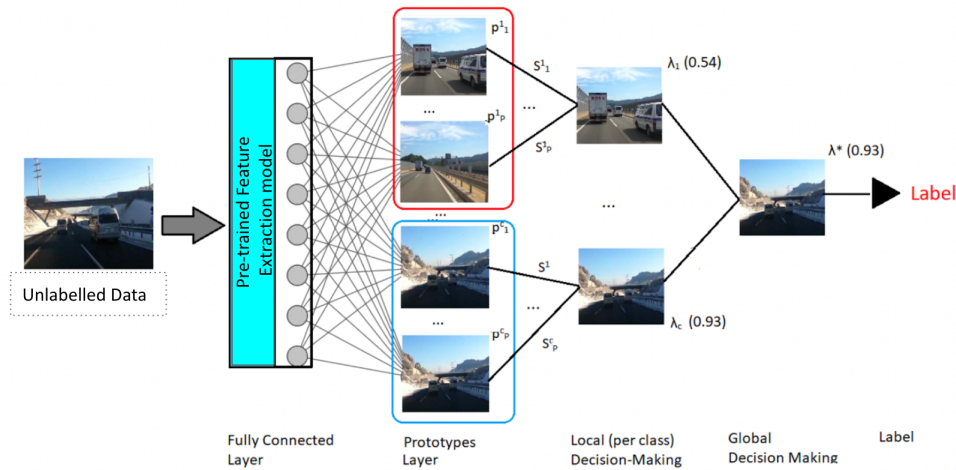 Unlabelled Data
Pre-trained Feature
Extraction model
p¹₁
...
p¹ₚ
...
pᶜ₁
...
pᶜₚ
S¹₁
...
S¹ₚ
S¹
...
Sᶜₚ
λ₁ (0.54)
...
λc (0.93)
λ* (0.93)
Label
Fully Connected
Layer
Prototypes
Layer
Local (per class)
Decision-Making
Global
Decision Making
Label